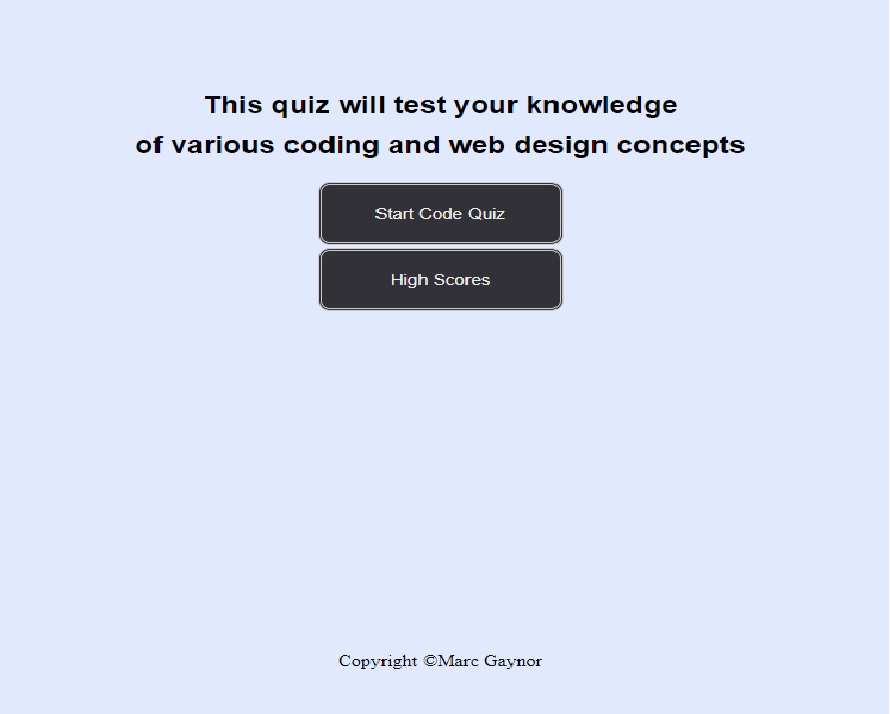 This quiz will test your knowledge
of various coding and web design concepts
Start Code Quiz
High Scores
Copyright ©Marc Gaynor